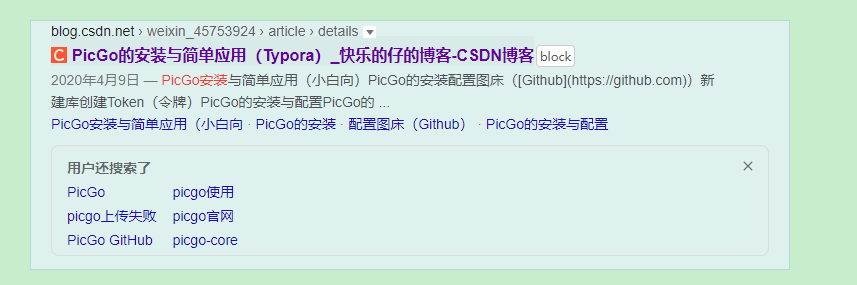 blog.csdn.net › weixin_45753924 › article › details
C PicGo的安装与简单应用（Typora）_快乐的仔的博客-CSDN博客 block
2020年4月9日 — PicGo安装与简单应用（小白向）PicGo的安装配置图床（[Github](https://github.com)）新
建库创建Token（令牌）PicGo的安装与配置PicGo的 ...
PicGo安装与简单应用（小白向 · PicGo的安装 · 配置图床（Github） · PicGo的安装与配置
用户还搜索了
PicGo picgo使用
picgo上传失败 picgo官网
PicGo GitHub picgo-core